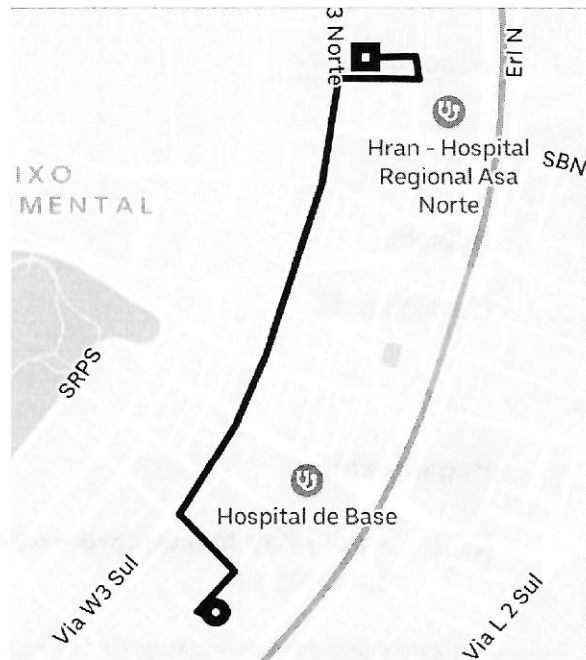 3 Norte
Erl N
Hran - Hospital
Regional Asa
Norte
SBN
IXO
MENTAL
SRPS
Hospital de Base
Via W3 Sul
Via L 2 Sul